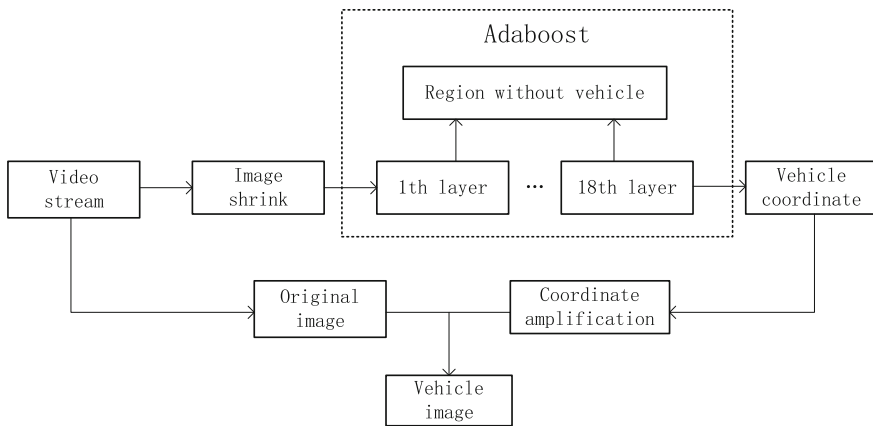 Adaboost
Region without vehicle
Video
stream
Image
shrink
1th layer
...
18th layer
Vehicle
coordinate
Original
image
Coordinate
amplification
Vehicle
image